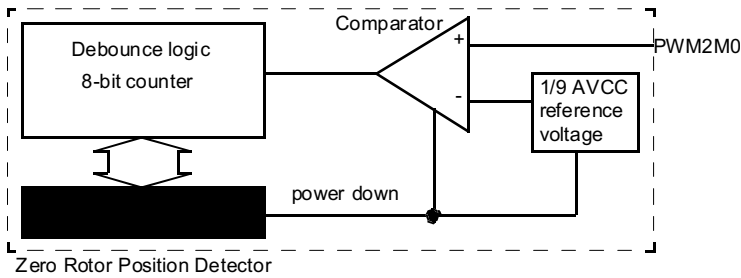 Comparator
Debounce logic
8-bit counter
+
PWM2M0
-
1/9 AVCC
reference
voltage
power down
Zero Rotor Position Detector